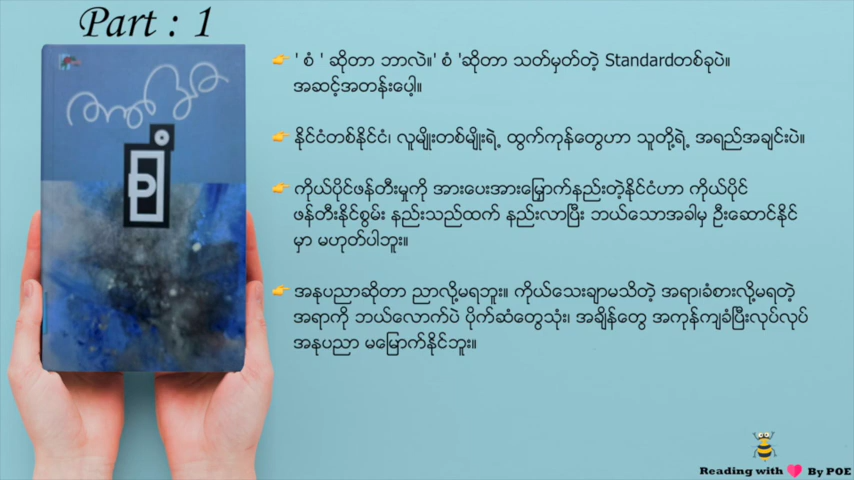 Part : 1
' စံ ' ဆိုတာ ဘာလဲ။' စံ 'ဆိုတာ သတ်မှတ်တဲ့ Standardတစ်ခုပဲ။
အဆင့်အတန်းပေါ့။
နိုင်ငံတစ်နိုင်ငံ၊ လူမျိုးတစ်မျိုးရဲ့ ထွက်ကုန်တွေဟာ သူတို့ရဲ့ အရည်အချင်းပဲ။
ကိုယ်ပိုင်ဖန်တီးမှုကို အားပေးအားမြှောက်နည်းတဲ့နိုင်ငံဟာ ကိုယ်ပိုင်
ဖန်တီးနိုင်စွမ်း နည်းသည်ထက် နည်းလာပြီး ဘယ်သောအခါမှ ဦးဆောင်နိုင်
မှာ မဟုတ်ပါဘူး။
အနုပညာဆိုတာ ညာလို့မရဘူး။ ကိုယ်သေးချာမသိတဲ့ အရာ၊ခံစားလို့မရတဲ့
အရာကို ဘယ်လောက်ပဲ ပိုက်ဆံတွေသုံး၊ အချိန်တွေ အကုန်ကျခံပြီးလုပ်လုပ်
အနုပညာ မမြောက်နိုင်ဘူး။
စံ
Reading with By POE